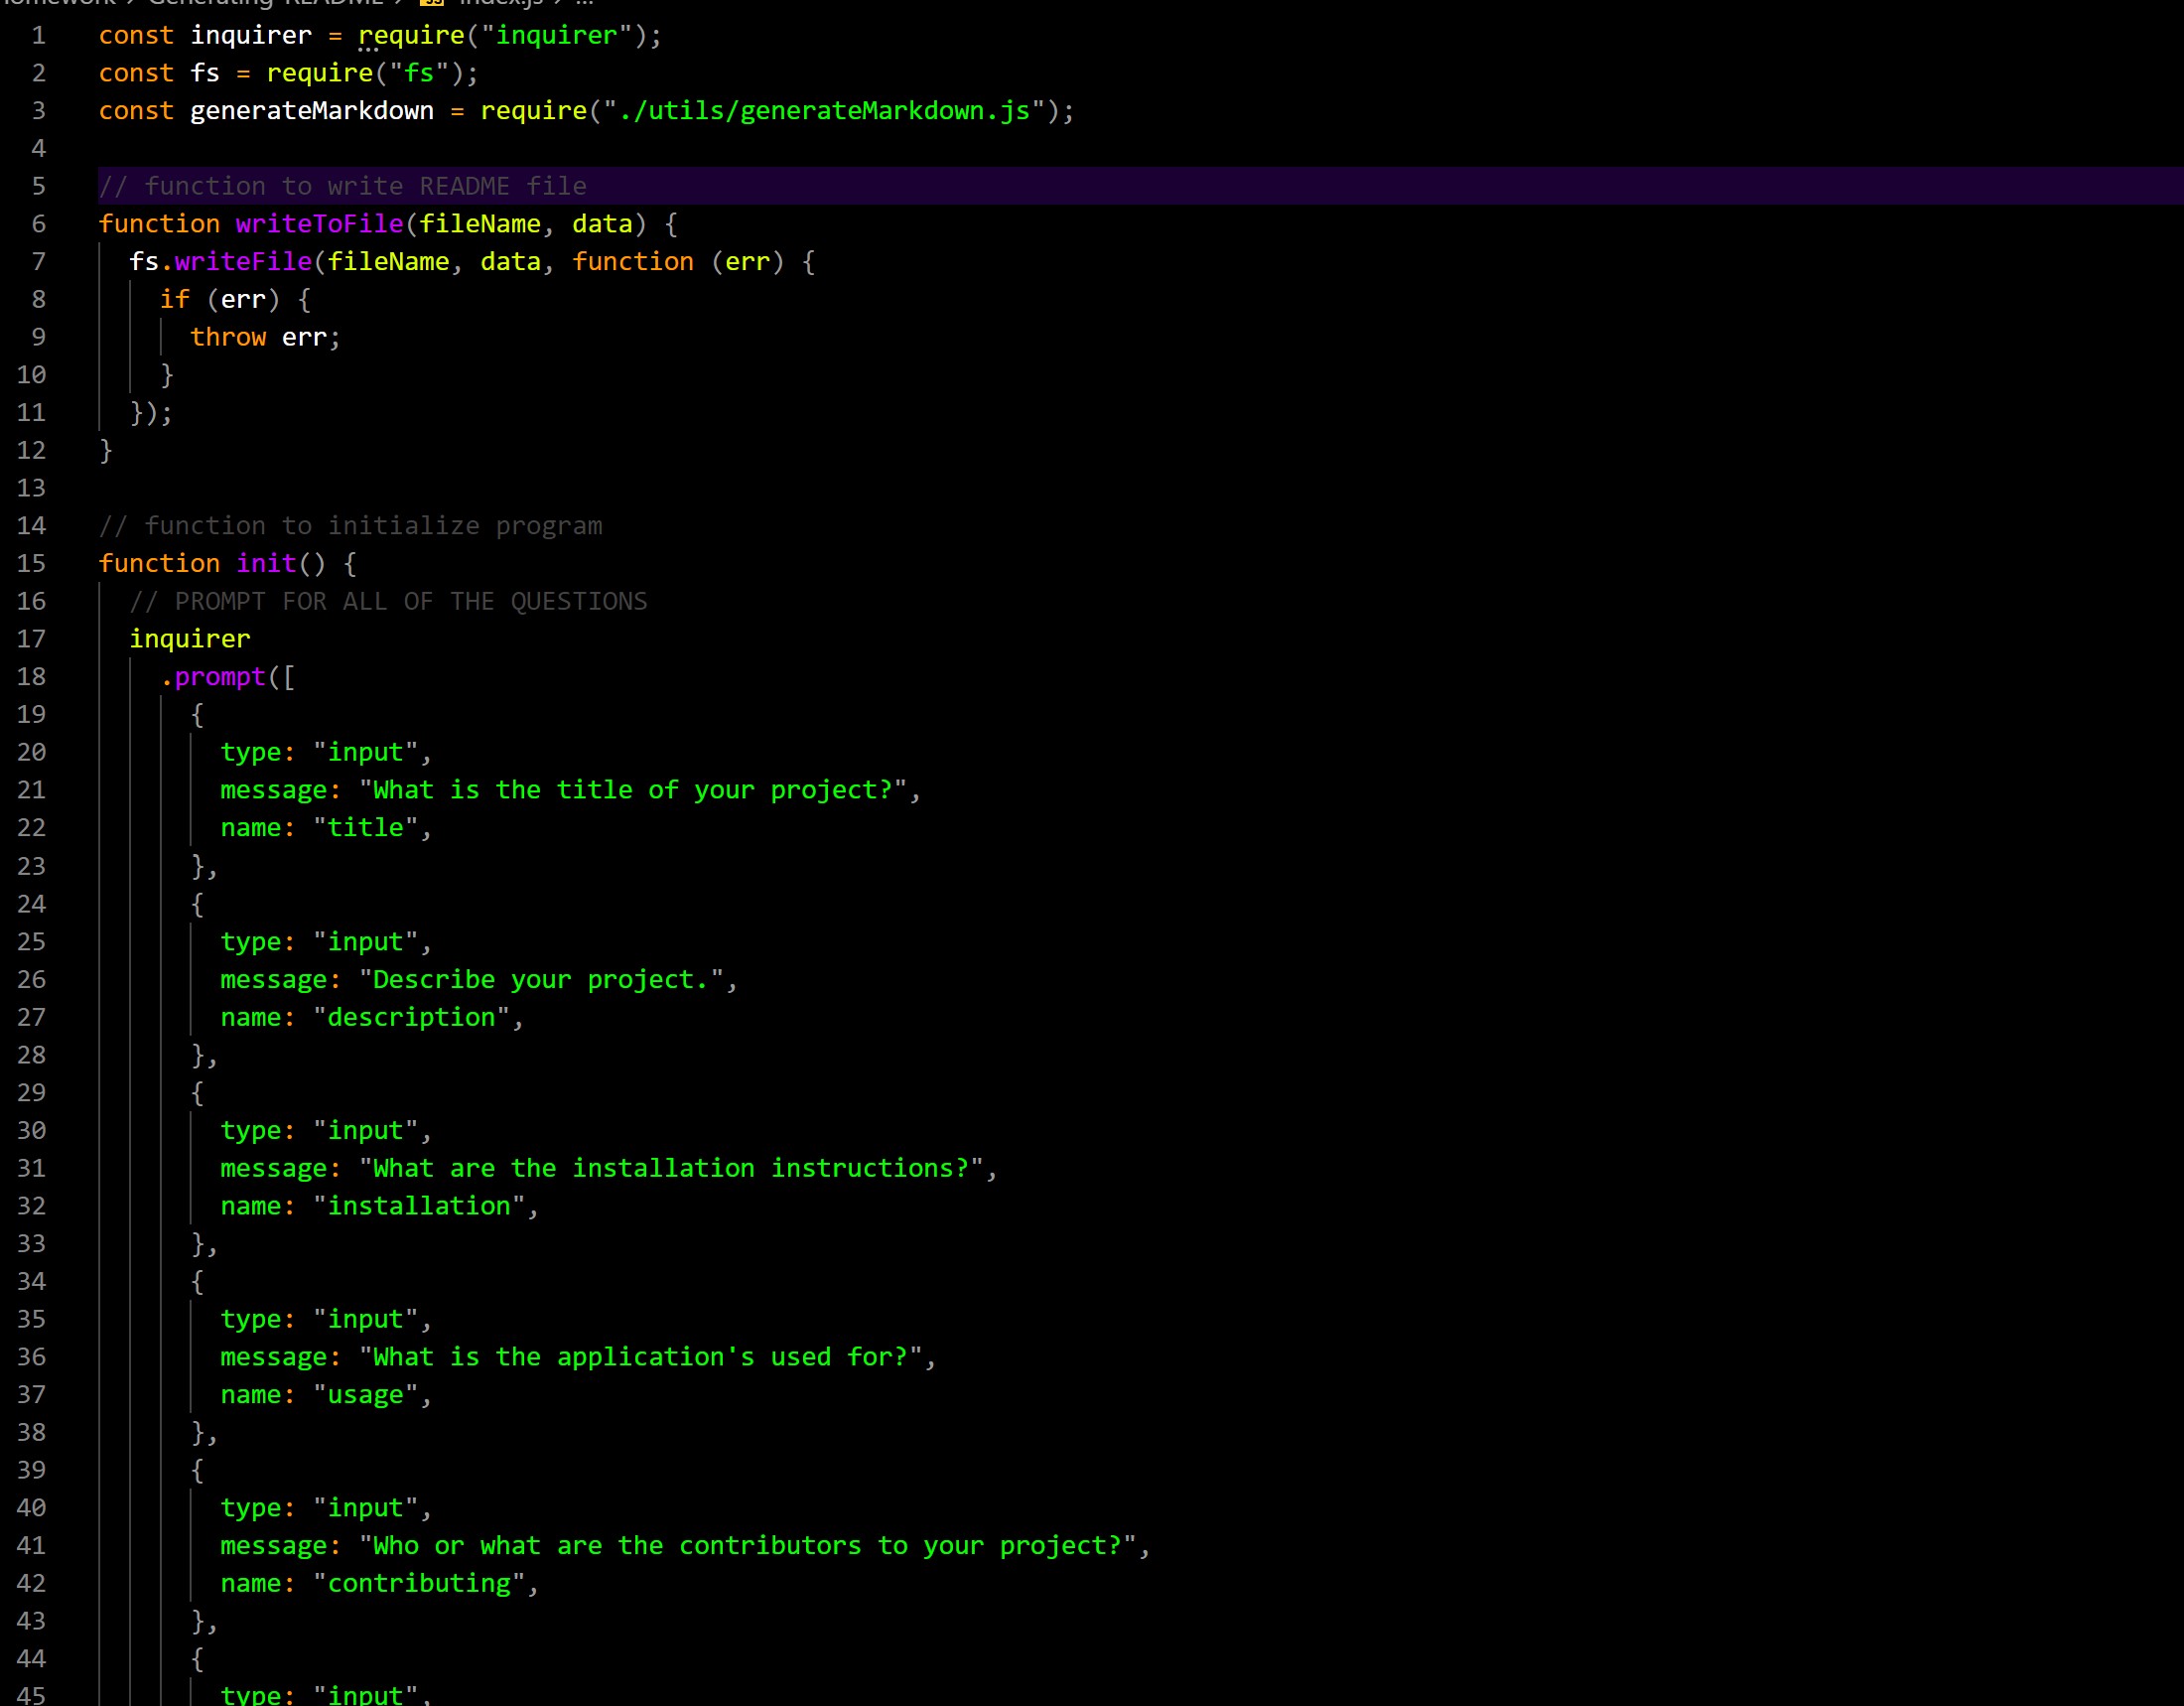 Homework > Generating-README > JS index.js > ...
1 const inquirer = require("inquirer");
2 const fs = require("fs");
3 const generateMarkdown = require("./utils/generateMarkdown.js");
4
5 // function to write README file
6 function writeToFile(fileName, data) {
7   fs.writeFile(fileName, data, function (err) {
8     if (err) {
9       throw err;
10     }
11   });
12 }
13
14 // function to initialize program
15 function init() {
16   // PROMPT FOR ALL OF THE QUESTIONS
17   inquirer
18     .prompt([
19       {
20         type: "input",
21         message: "What is the title of your project?",
22         name: "title",
23       },
24       {
25         type: "input",
26         message: "Describe your project.",
27         name: "description",
28       },
29       {
30         type: "input",
31         message: "What are the installation instructions?",
32         name: "installation",
33       },
34       {
35         type: "input",
36         message: "What is the application's used for?",
37         name: "usage",
38       },
39       {
40         type: "input",
41         message: "Who or what are the contributors to your project?",
42         name: "contributing",
43       },
44       {
45         type: "input",